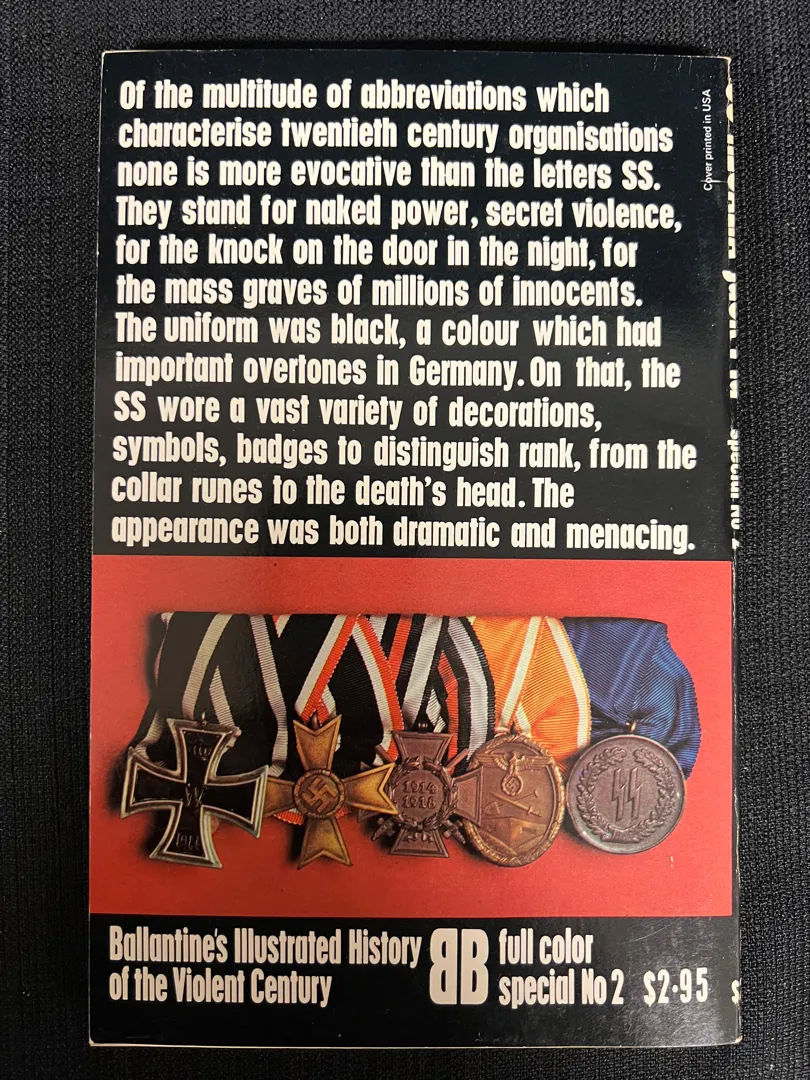 Of the multitude of abbreviations which
characterise twentieth century organisations
none is more evocative than the letters SS.
They stand for naked power, secret violence,
for the knock on the door in the night, for
the mass graves of millions of innocents.
The uniform was black, a colour which had
important overtones in Germany. On that, the
SS wore a vast variety of decorations,
symbols, badges to distinguish rank, from the
collar runes to the death's head. The
appearance was both dramatic and menacing.
Cover printed in USA
W
1914
1914
1918
Ballantine's Illustrated History
of the Violent Century
BB
full color
special No 2 $2·95